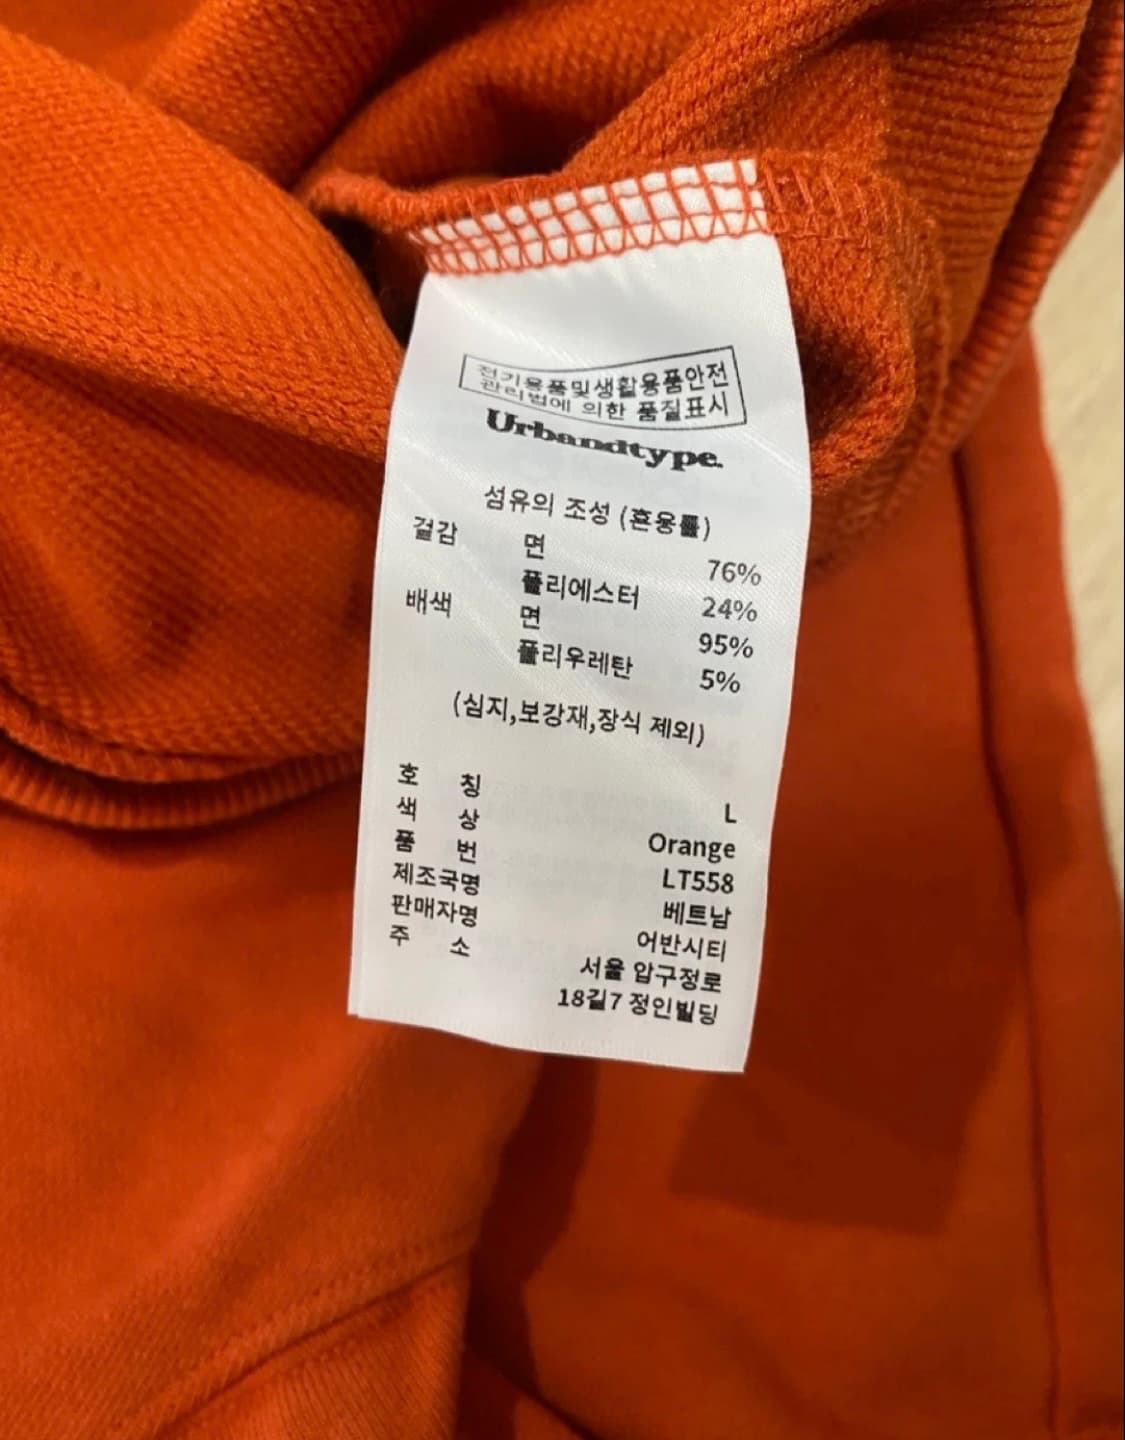 전기용품및생활용품안전
관리법에 의한 품질표시
Urbandtype.
섬유의 조성 (혼용률)
겉감 면 76%
폴리에스터 24%
배색 면 95%
폴리우레탄 5%
(심지,보강재,장식 제외)
호 칭 L
색 상 Orange
품 번 LT558
제조국명 베트남
판매자명 어반시티
주 소 서울 압구정로
18길7 정인빌딩